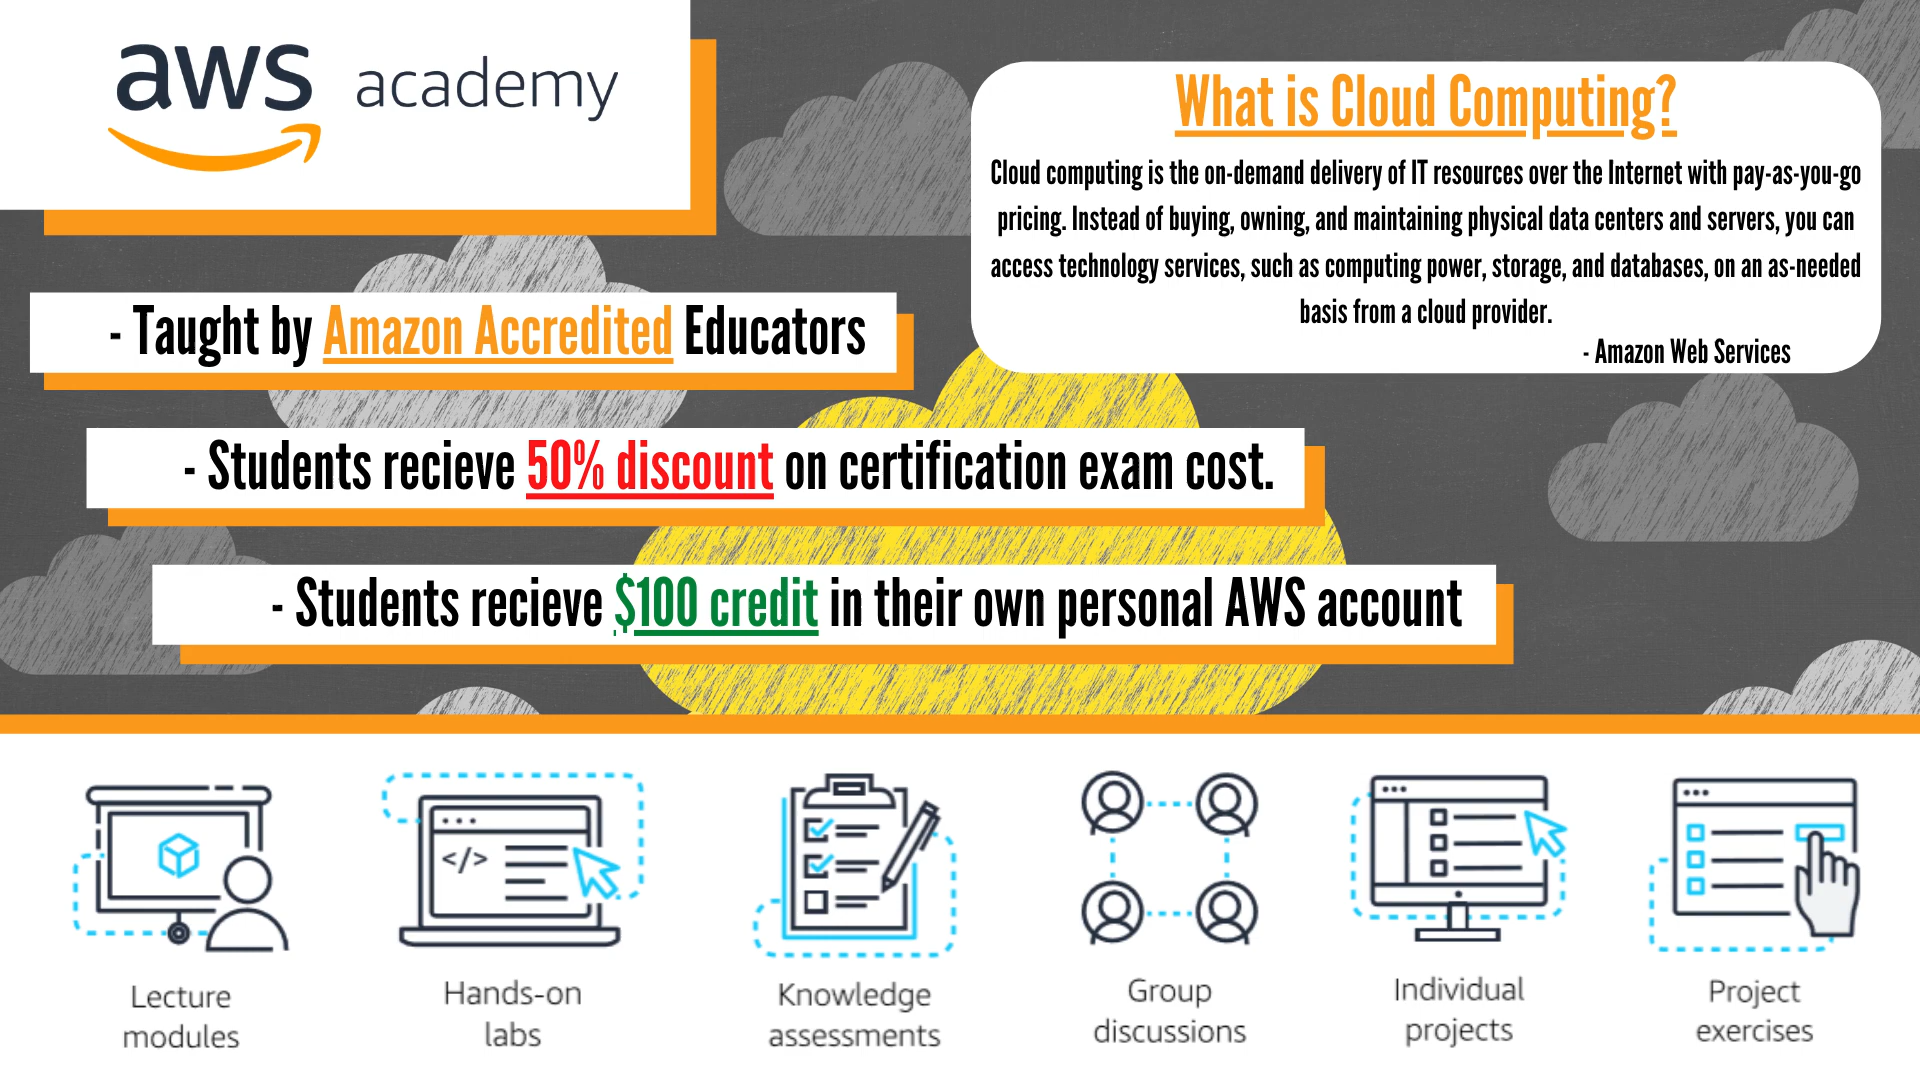 aws academy
What is Cloud Computing?
Cloud computing is the on-demand delivery of IT resources over the Internet with pay-as-you-go
pricing. Instead of buying, owning, and maintaining physical data centers and servers, you can
access technology services, such as computing power, storage, and databases, on an as-needed
basis from a cloud provider.
- Amazon Web Services
- Taught by Amazon Accredited Educators
- Students recieve 50% discount on certification exam cost.
- Students recieve $100 credit in their own personal AWS account
</>
Lecture
modules
Hands-on
labs
Knowledge
assessments
Group
discussions
Individual
projects
Project
exercises